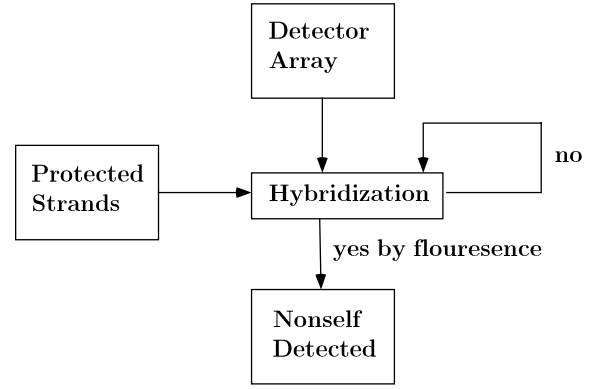 Detector
Array
no
Protected
Strands
Hybridization
yes by flouresence
Nonself
Detected